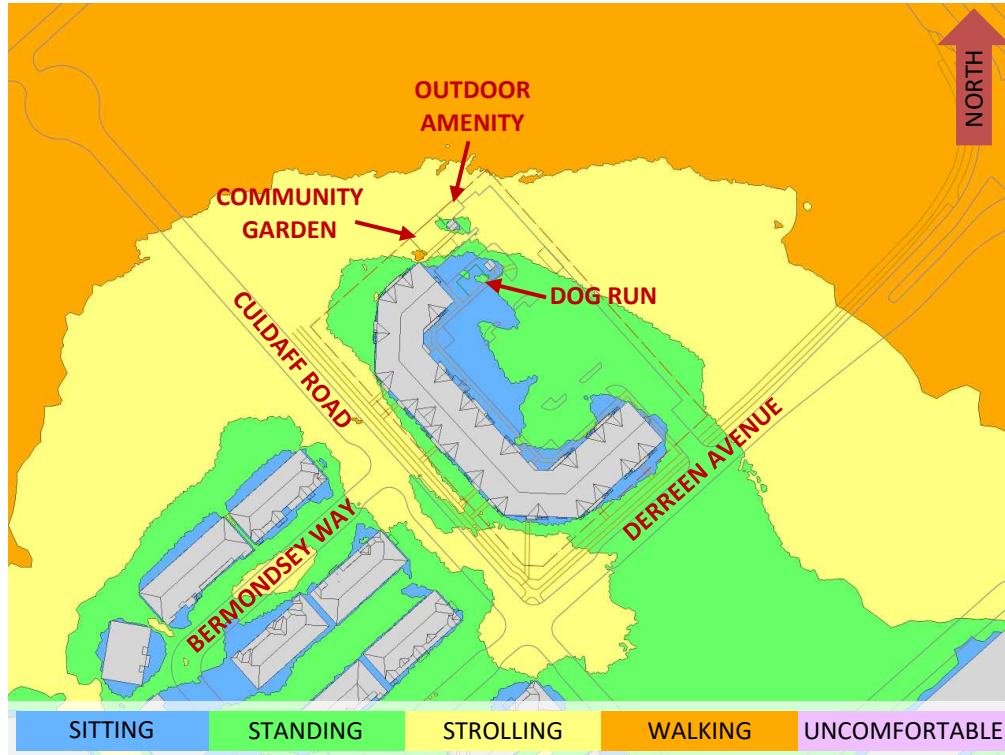 NORTH
OUTDOOR
AMENITY
COMMUNITY
GARDEN
DOG RUN
CULDAFF ROAD
DERREEN AVENUE
BERMONDSEY WAY
SITTING
STANDING
STROLLING
WALKING
UNCOMFORTABLE